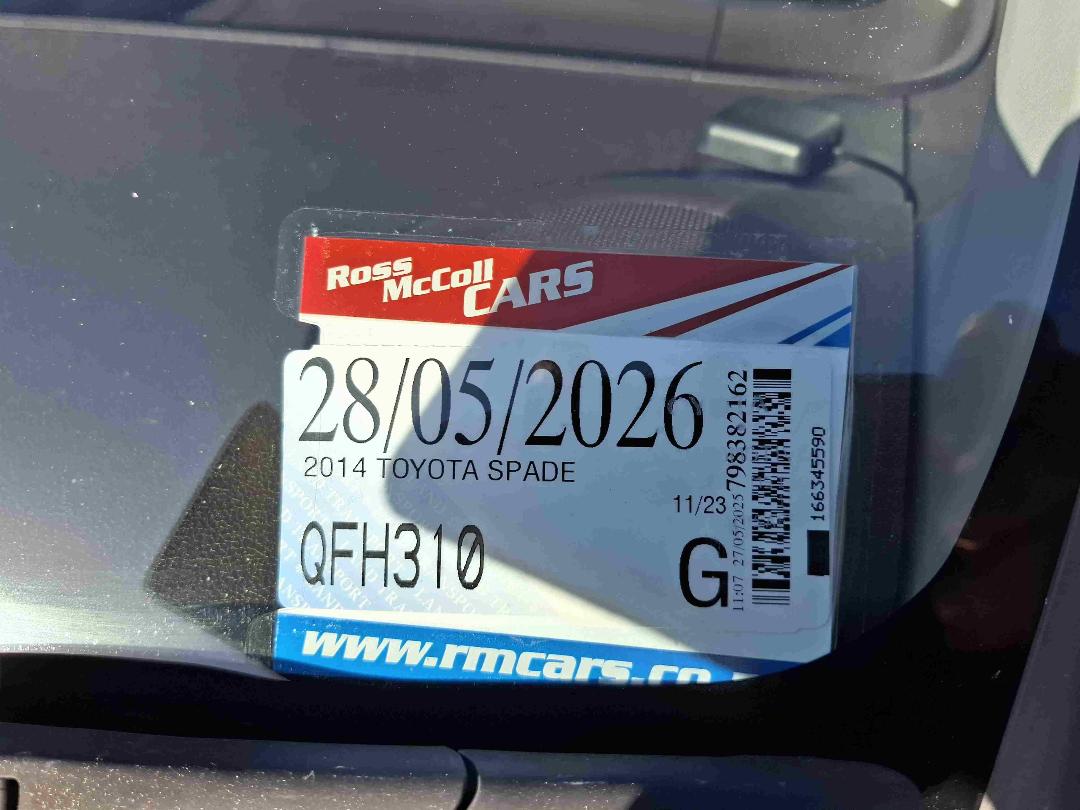 Ross
McColl
CARS
28/05/2026
2014 TOYOTA SPADE
11/23
QFH310
G
11:07 27/05/2025
798382162
166345590
www.rmcars.co